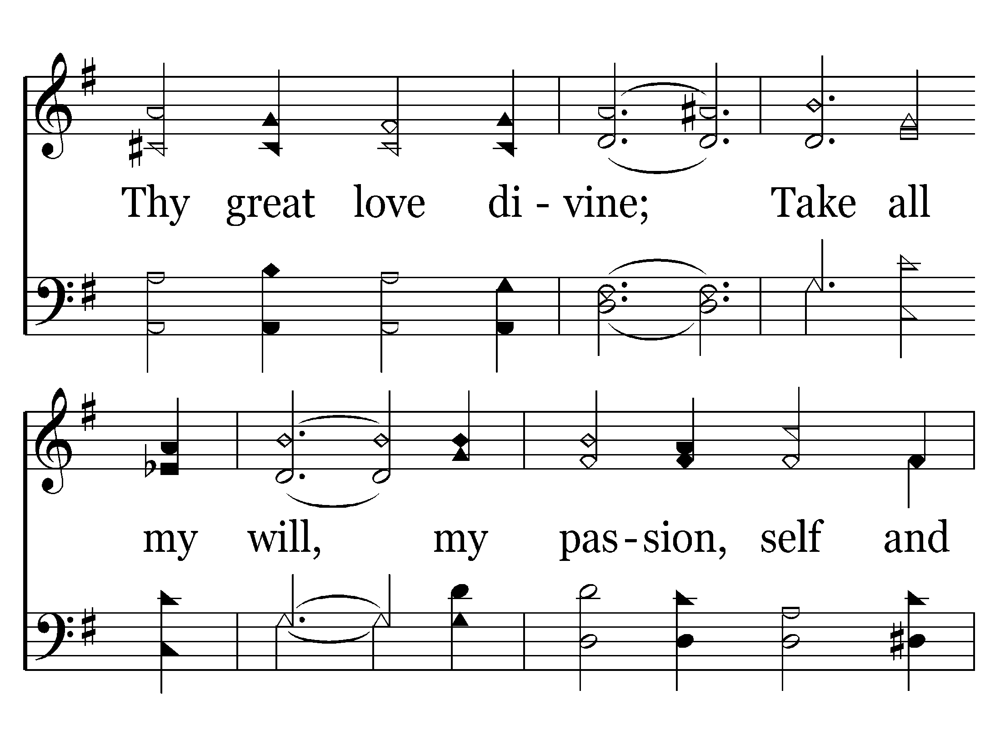 Thy great love di - vine; Take all
my will, my pas - sion, self and